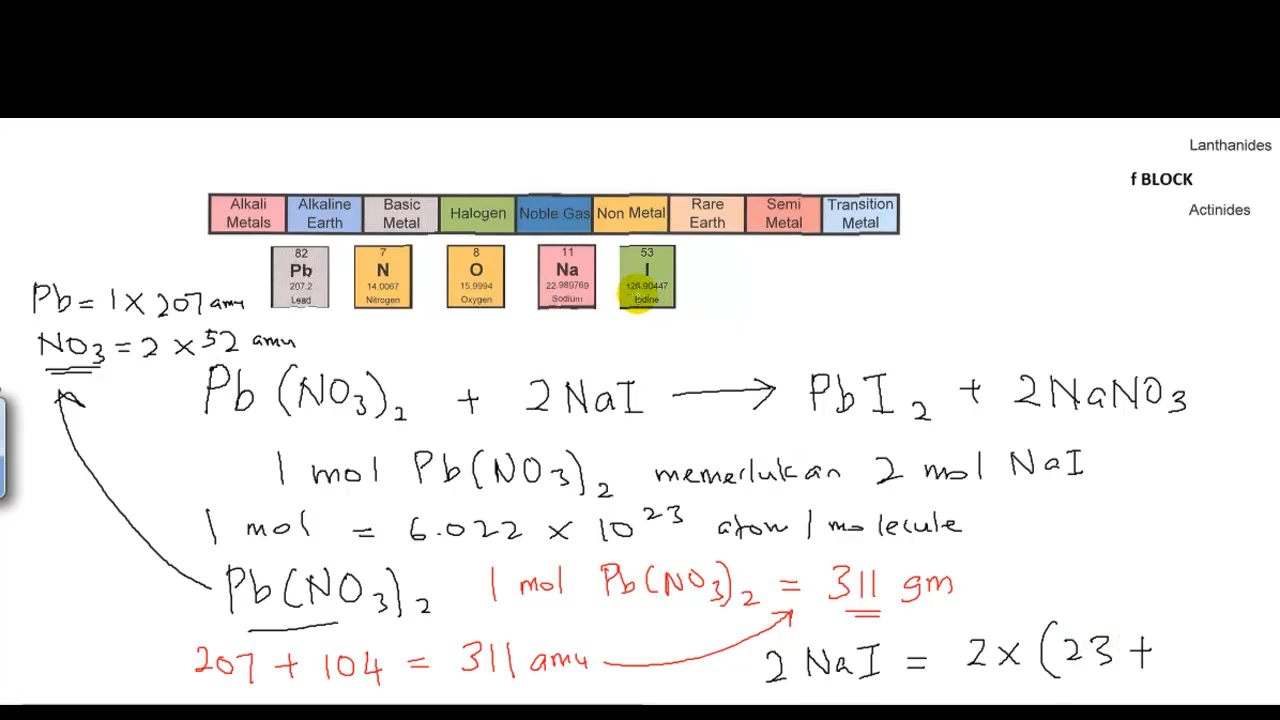 Lanthanides
f BLOCK
Actinides
Alkali Metals Alkaline Earth Basic Metal Halogen Noble Gas Non Metal Rare Earth Semi Metal Transition Metal
82 Pb 207.2 Lead
7 N 14.0067 Nitrogen
8 O 15.9994 Oxygen
11 Na 22.989769 Sodium
53 I 126.90447 Iodine
Pb = 1 X 207 amu
NO₃ = 2 X 52 amu
Pb(NO₃)₂ + 2NaI → PbI₂ + 2NaNO₃
1 mol Pb(NO₃)₂ memerlukan 2 mol NaI
1 mol = 6.022 × 10²³ atom / molecule
Pb(NO₃)₂ 1 mol Pb(NO₃)₂ = 311 gm
207 + 104 = 311 amu
2 NaI = 2 × (23 +